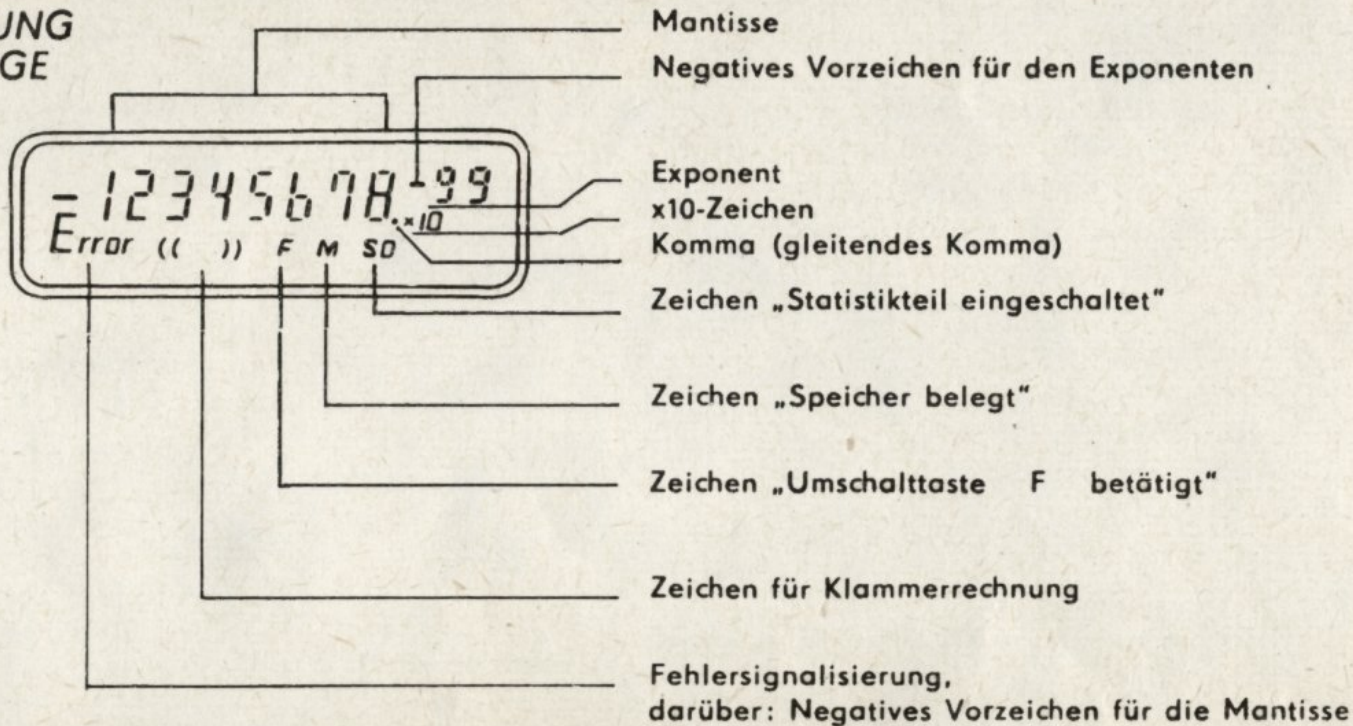 UNG
GE
Mantisse
Negatives Vorzeichen für den Exponenten
-12345678.-99
x10
Error (( )) F M SD
Exponent
x10-Zeichen
Komma (gleitendes Komma)
Zeichen „Statistikteil eingeschaltet“
Zeichen „Speicher belegt“
Zeichen „Umschalttaste F betätigt“
Zeichen für Klammerrechnung
Fehlersignalisierung,
darüber: Negatives Vorzeichen für die Mantisse